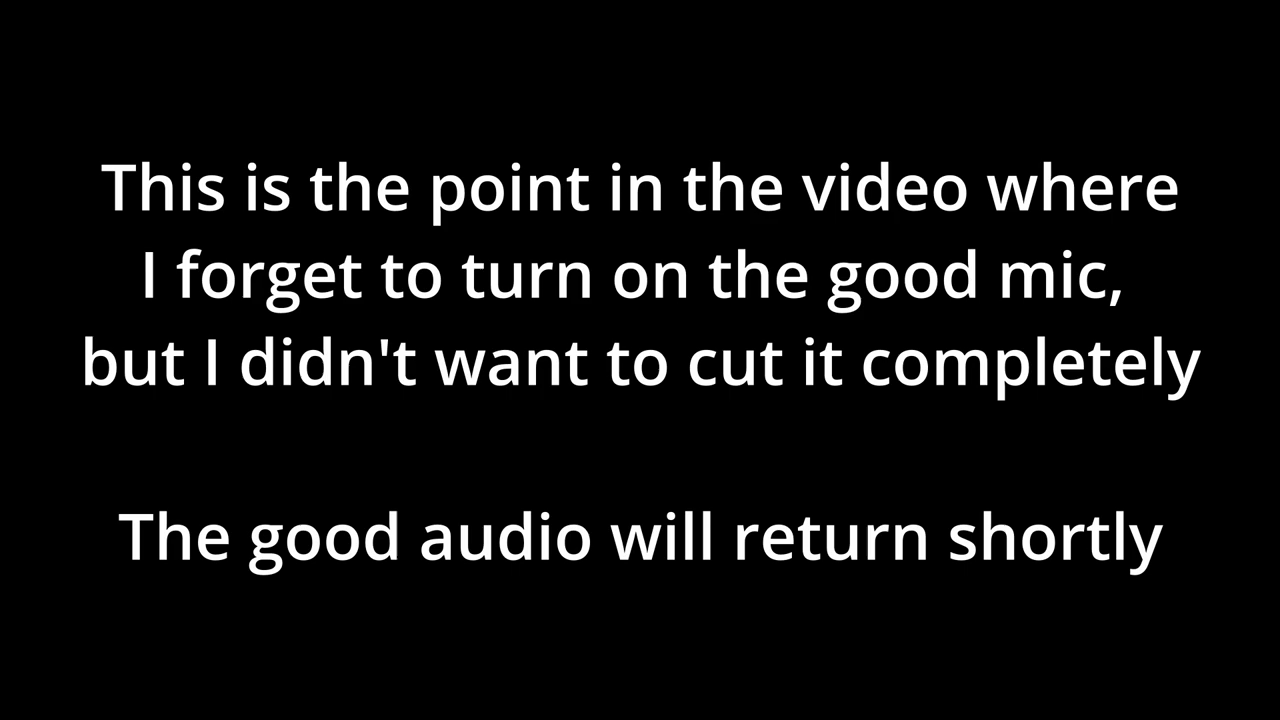 This is the point in the video where
I forget to turn on the good mic,
but I didn't want to cut it completely
The good audio will return shortly